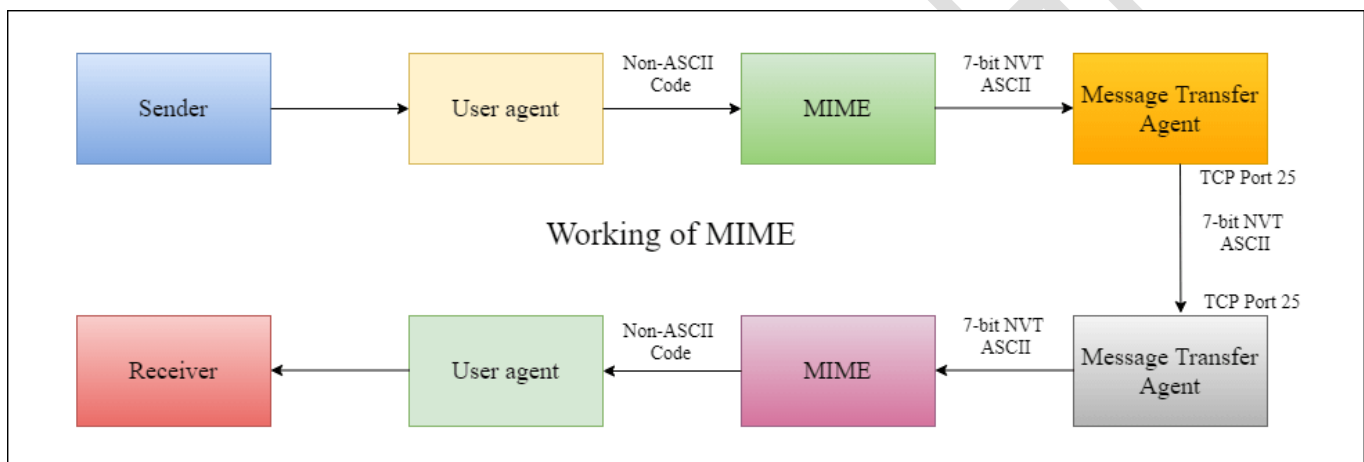 Sender
User agent
Non-ASCII
Code
MIME
7-bit NVT
ASCII
Message Transfer
Agent
TCP Port 25
7-bit NVT
ASCII
TCP Port 25
Working of MIME
Receiver
User agent
Non-ASCII
Code
MIME
7-bit NVT
ASCII
Message Transfer
Agent